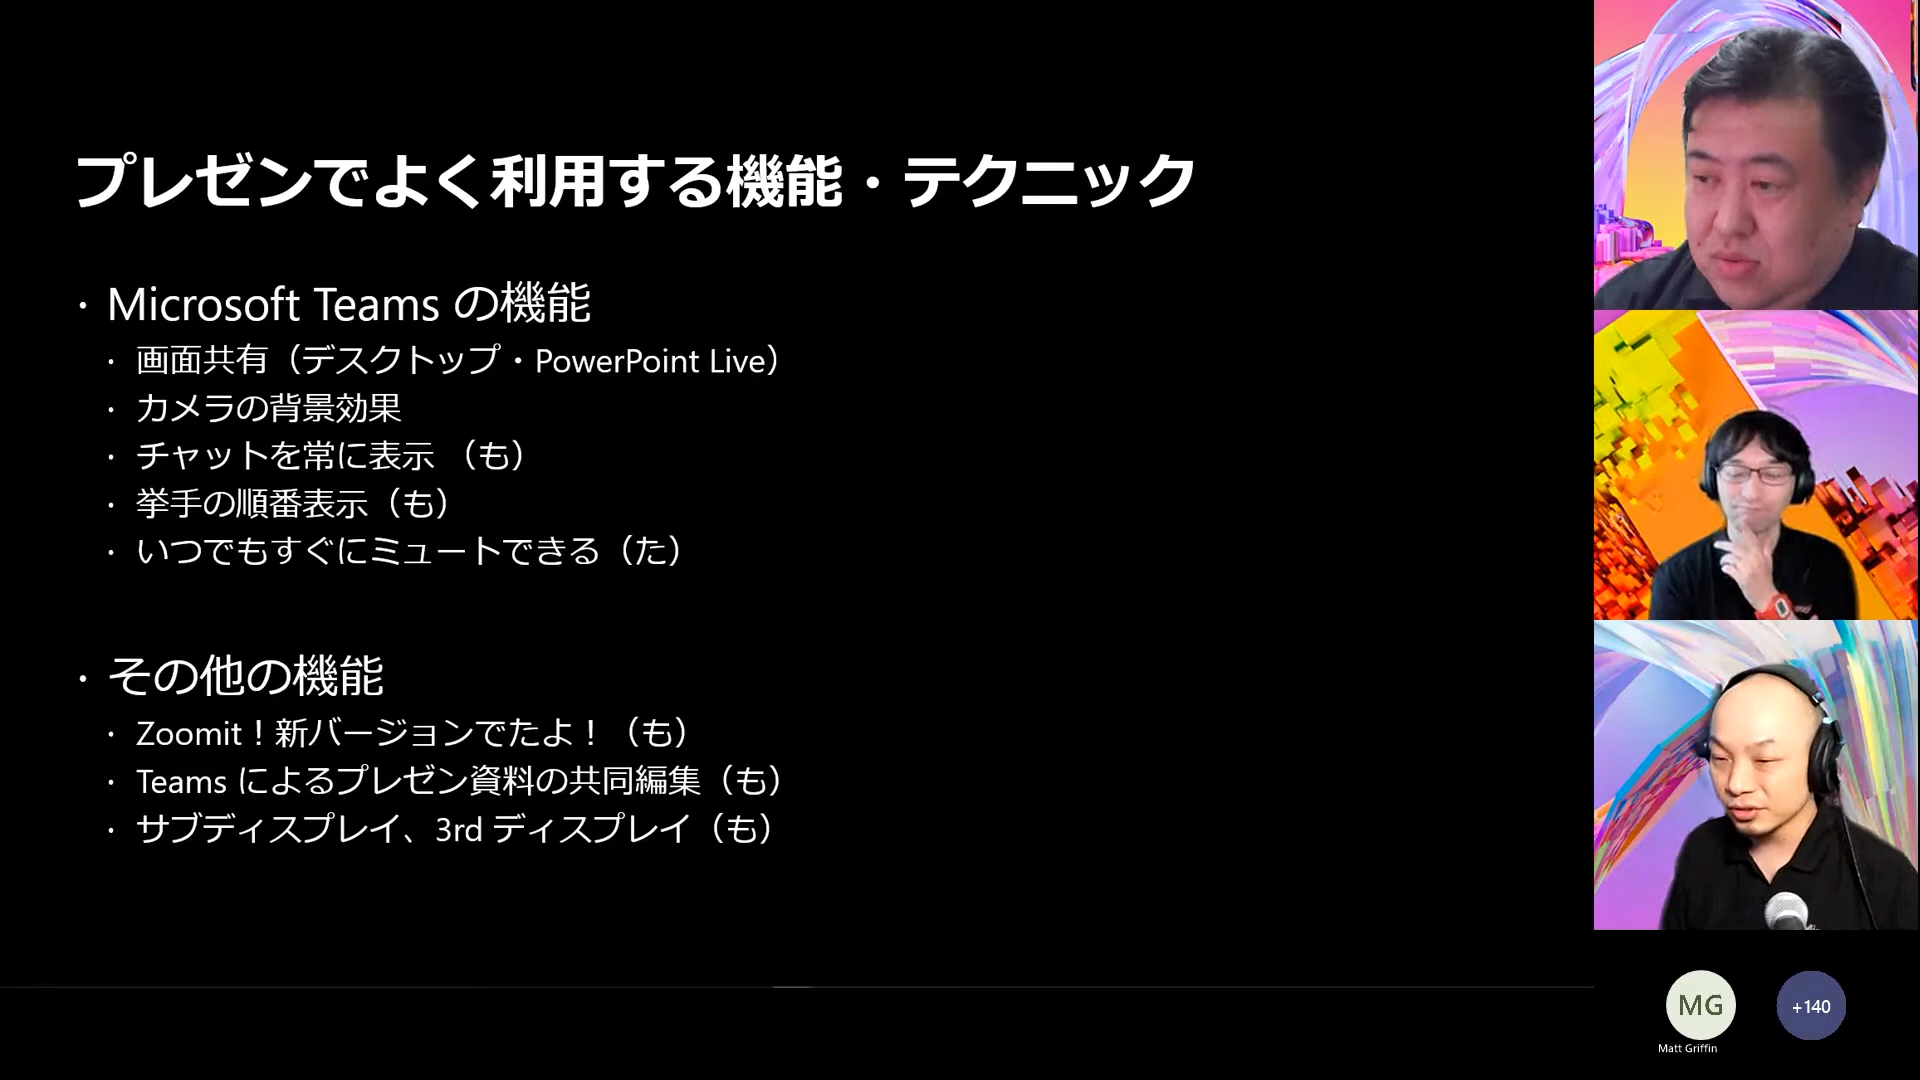 プレゼンでよく利用する機能・テクニック
・Microsoft Teams の機能
・画面共有（デスクトップ・PowerPoint Live）
・カメラの背景効果
・チャットを常に表示 （も）
・挙手の順番表示（も）
・いつでもすぐにミュートできる（た）
・その他の機能
・Zoomit！新バージョンでたよ！（も）
・Teams によるプレゼン資料の共同編集（も）
・サブディスプレイ、3rd ディスプレイ（も）
MG
+140
Matt Griffin